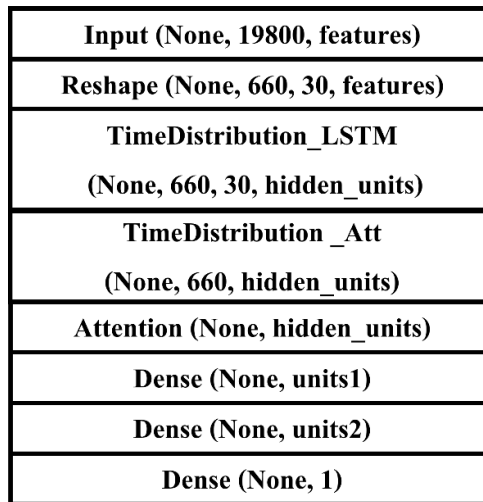 Input (None, 19800, features)
Reshape (None, 660, 30, features)
TimeDistribution_LSTM
(None, 660, 30, hidden_units)
TimeDistribution _Att
(None, 660, hidden_units)
Attention (None, hidden_units)
Dense (None, units1)
Dense (None, units2)
Dense (None, 1)